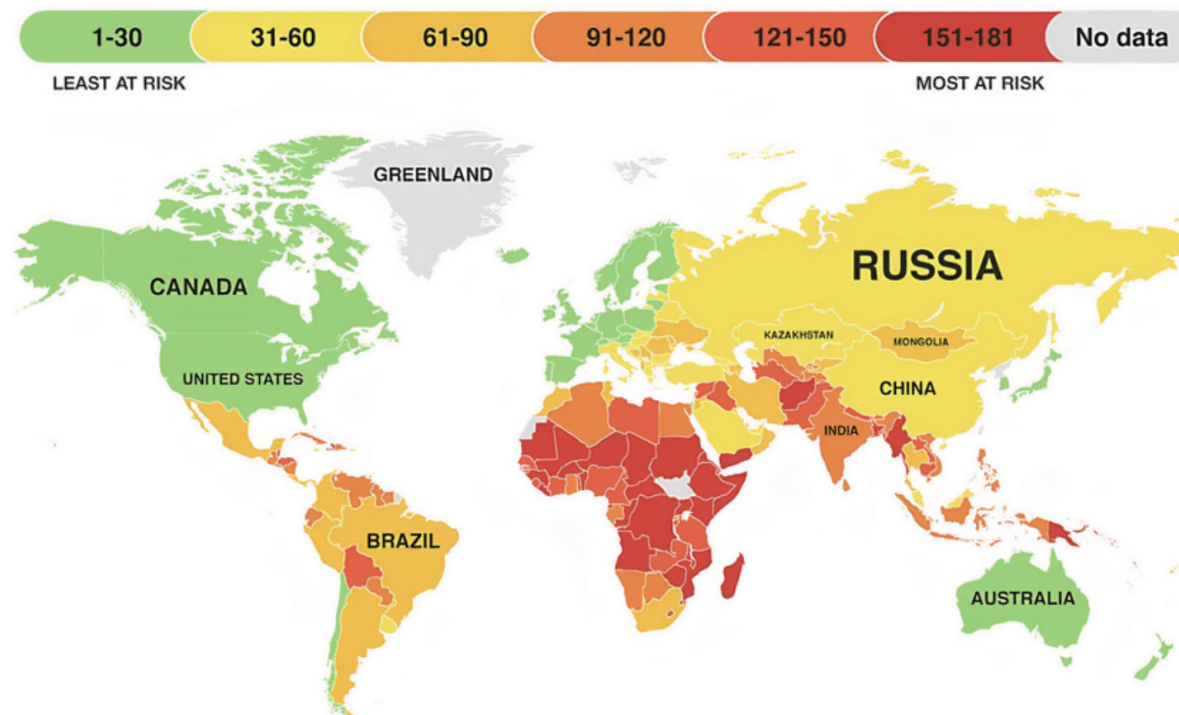 1-30 31-60 61-90 91-120 121-150 151-181 No data
LEAST AT RISK MOST AT RISK
GREENLAND
RUSSIA
CANADA
KAZAKHSTAN
MONGOLIA
UNITED STATES
CHINA
INDIA
BRAZIL
AUSTRALIA